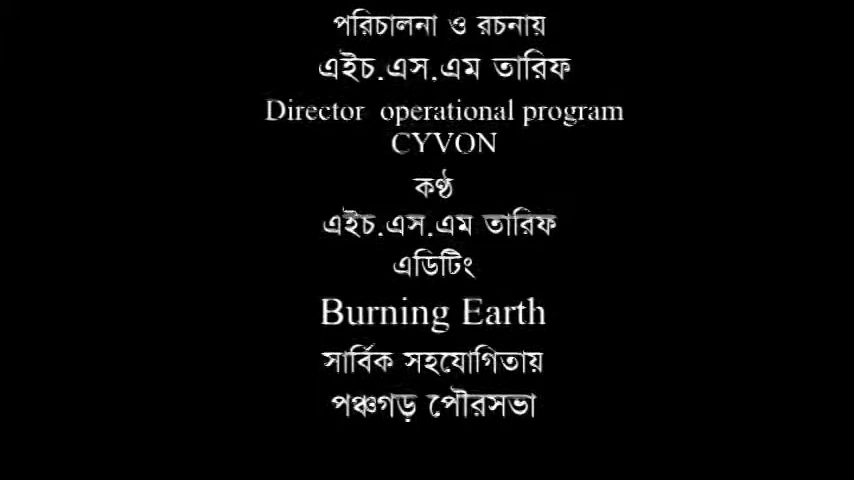 পরিচালনা ও রচনায়
এইচ.এস.এম তারিফ
Director operational program
CYVON
কণ্ঠ
এইচ.এস.এম তারিফ
এডিটিং
Burning Earth
সার্বিক সহযোগিতায়
পঞ্চগড় পৌরসভা